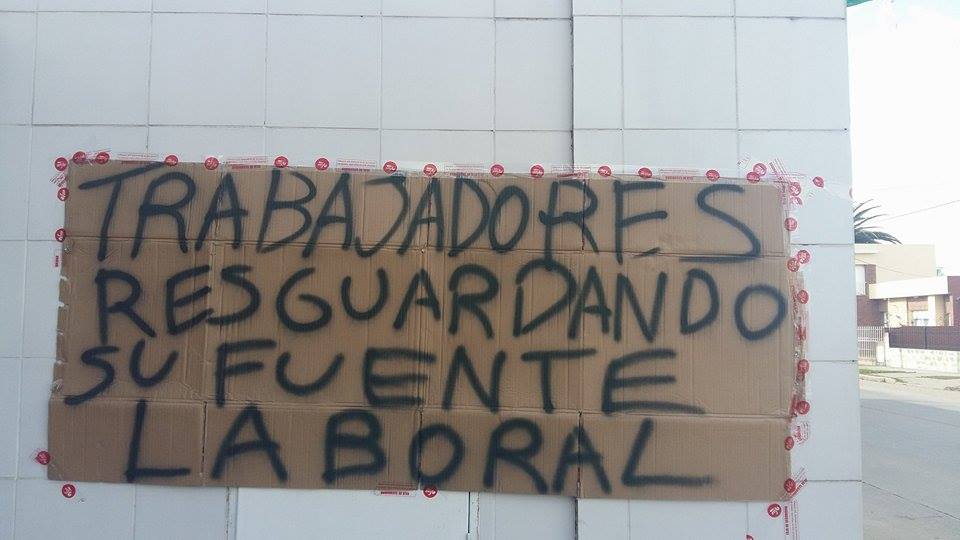 TRABAJADORES
RESGUARDANDO
SU FUENTE
LABORAL